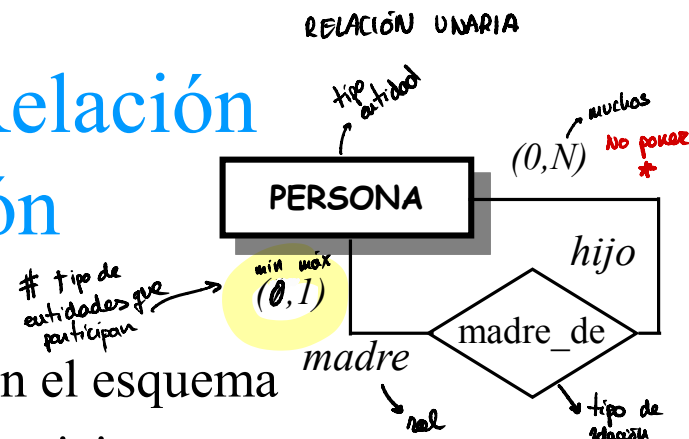 RELACIÓN UNARIA
elación
ón
tipo
entidad
muchos
(0,N)
No poner
*
PERSONA
hijo
# tipo de
entidades que
participan
min máx
(0,1)
madre_de
madre
n el esquema
rol
tipo de
relación